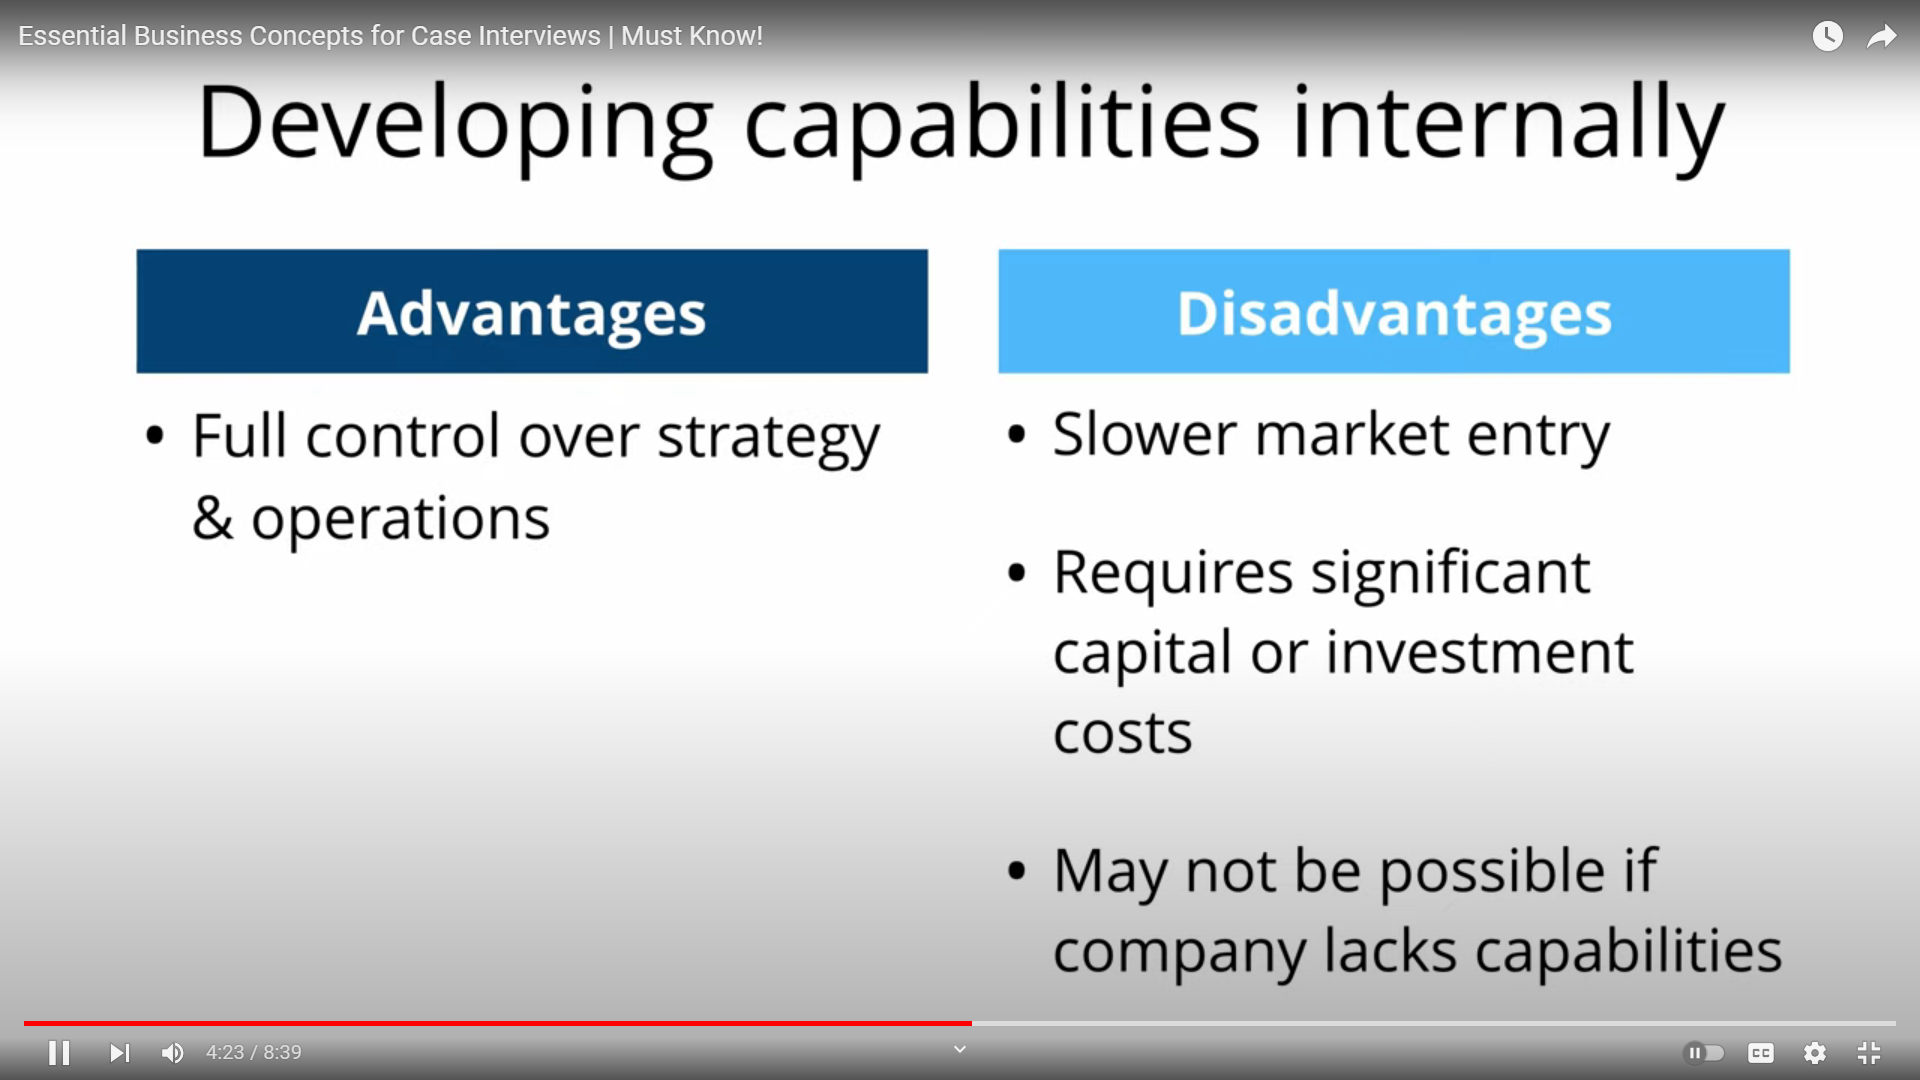 Essential Business Concepts for Case Interviews | Must Know!
Developing capabilities internally
Advantages
• Full control over strategy
& operations
Disadvantages
• Slower market entry
• Requires significant
capital or investment
costs
• May not be possible if
company lacks capabilities
4:23 / 8:39
CC